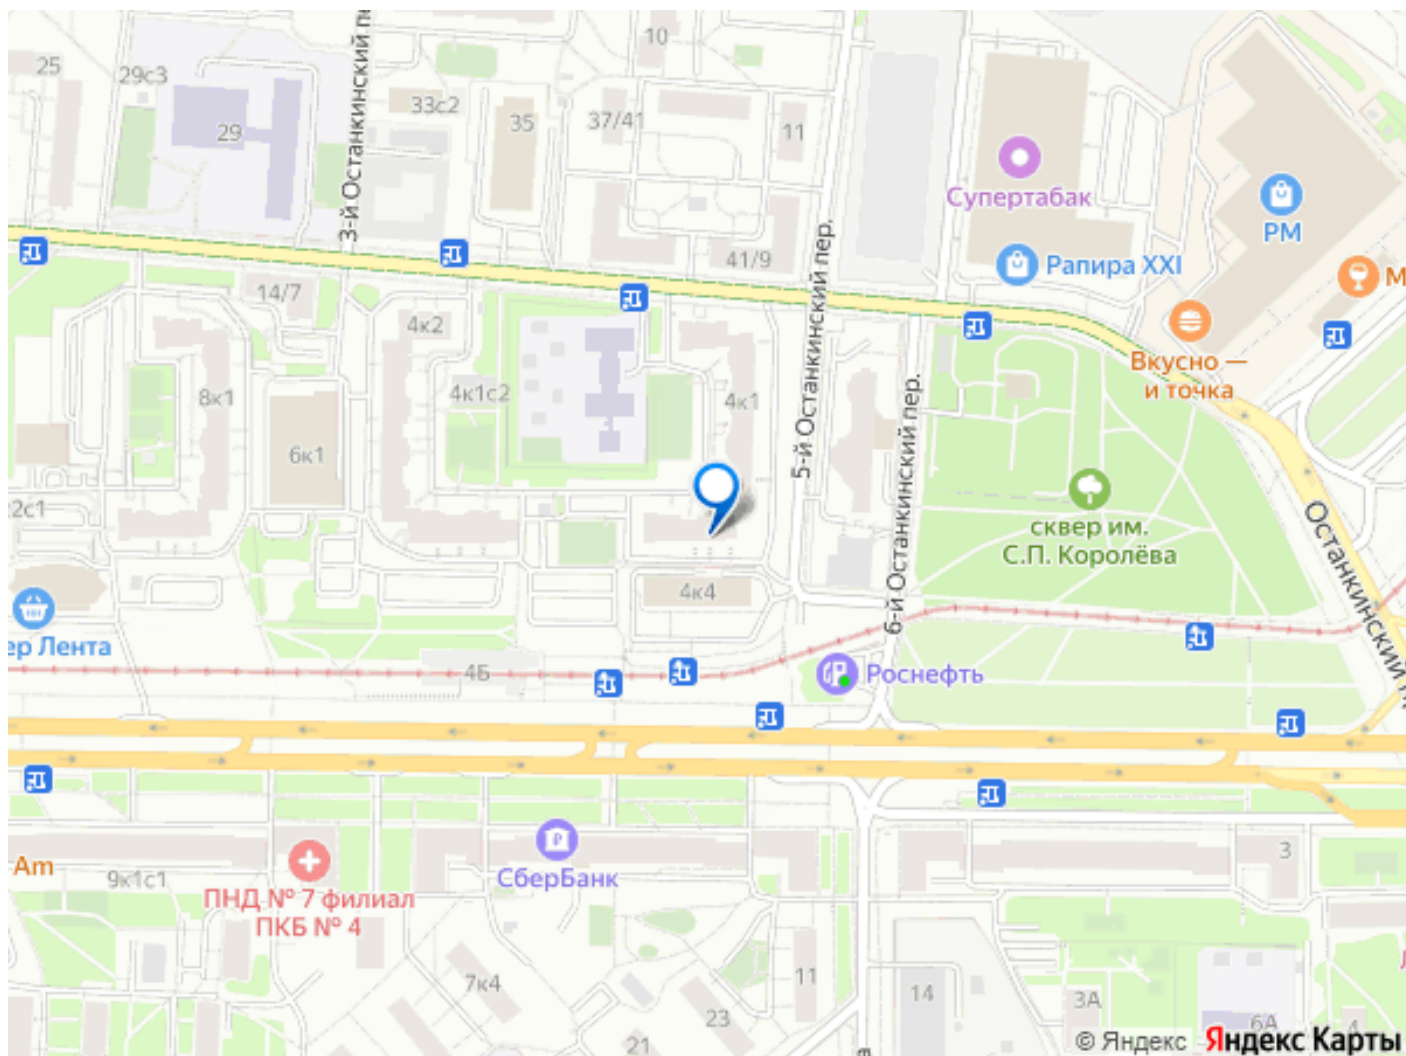 25
29с3
29
3-й Останкинский пе
33с2
35
10
37/41
11
41/9
Супертабак
Рапира XXI
РМ
М
Вкусно —
и точка
14/7
4к2
4к1с2
4к1
8к1
6к1
2с1
5-й Останкинский пер.
6-й Останкинский пер.
сквер им.
С.П. Королёва
Останкинский п
4к4
ер Лента
4Б
Роснефть
Am
9к1с1
ПНД № 7 филиал
ПКБ № 4
СберБанк
3
7к4
11
14
23
21
3А
6А
4
а
© Яндекс Яндекс Карты